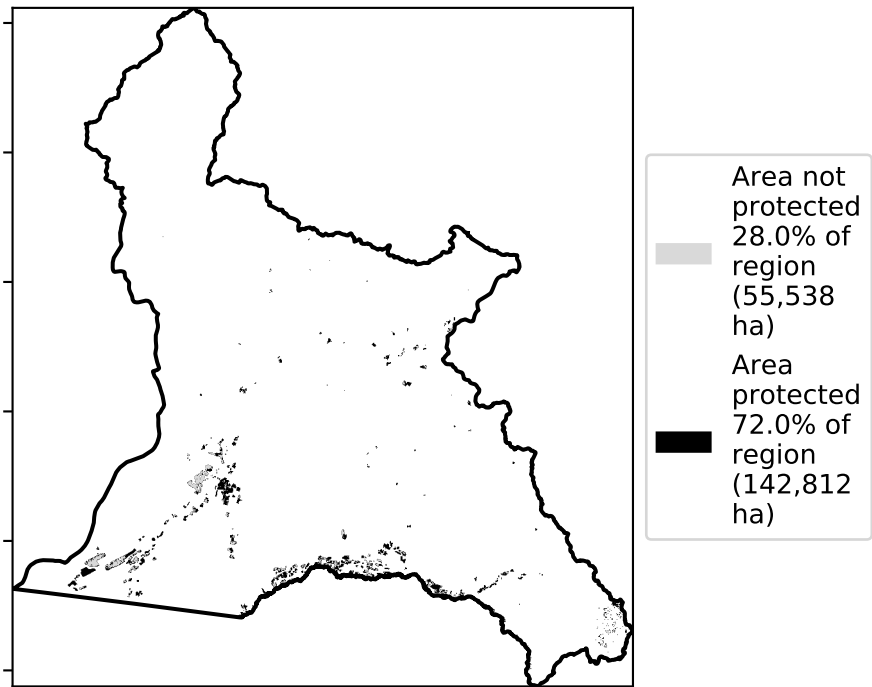 Area not
protected
28.0% of
region
(55,538
ha)
Area
protected
72.0% of
region
(142,812
ha)